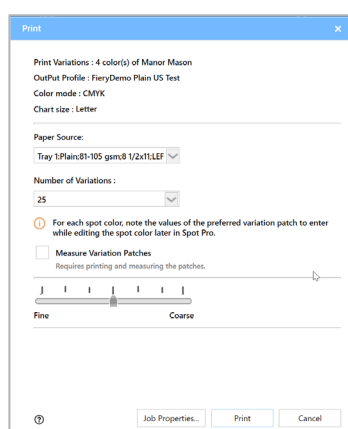 Print
Print Variations : 4 color(s) of Manor Mason
OutPut Profile : FieryDemo Plain US Test
Color mode : CMYK
Chart size : Letter
Paper Source:
Tray 1:Plain;81-105 gsm;8 1/2x11;LEF
Number of Variations :
25
For each spot color, note the values of the preferred variation patch to enter
while editing the spot color later in Spot Pro.
Measure Variation Patches
Requires printing and measuring the patches.
Fine Coarse
Job Properties... Print Cancel